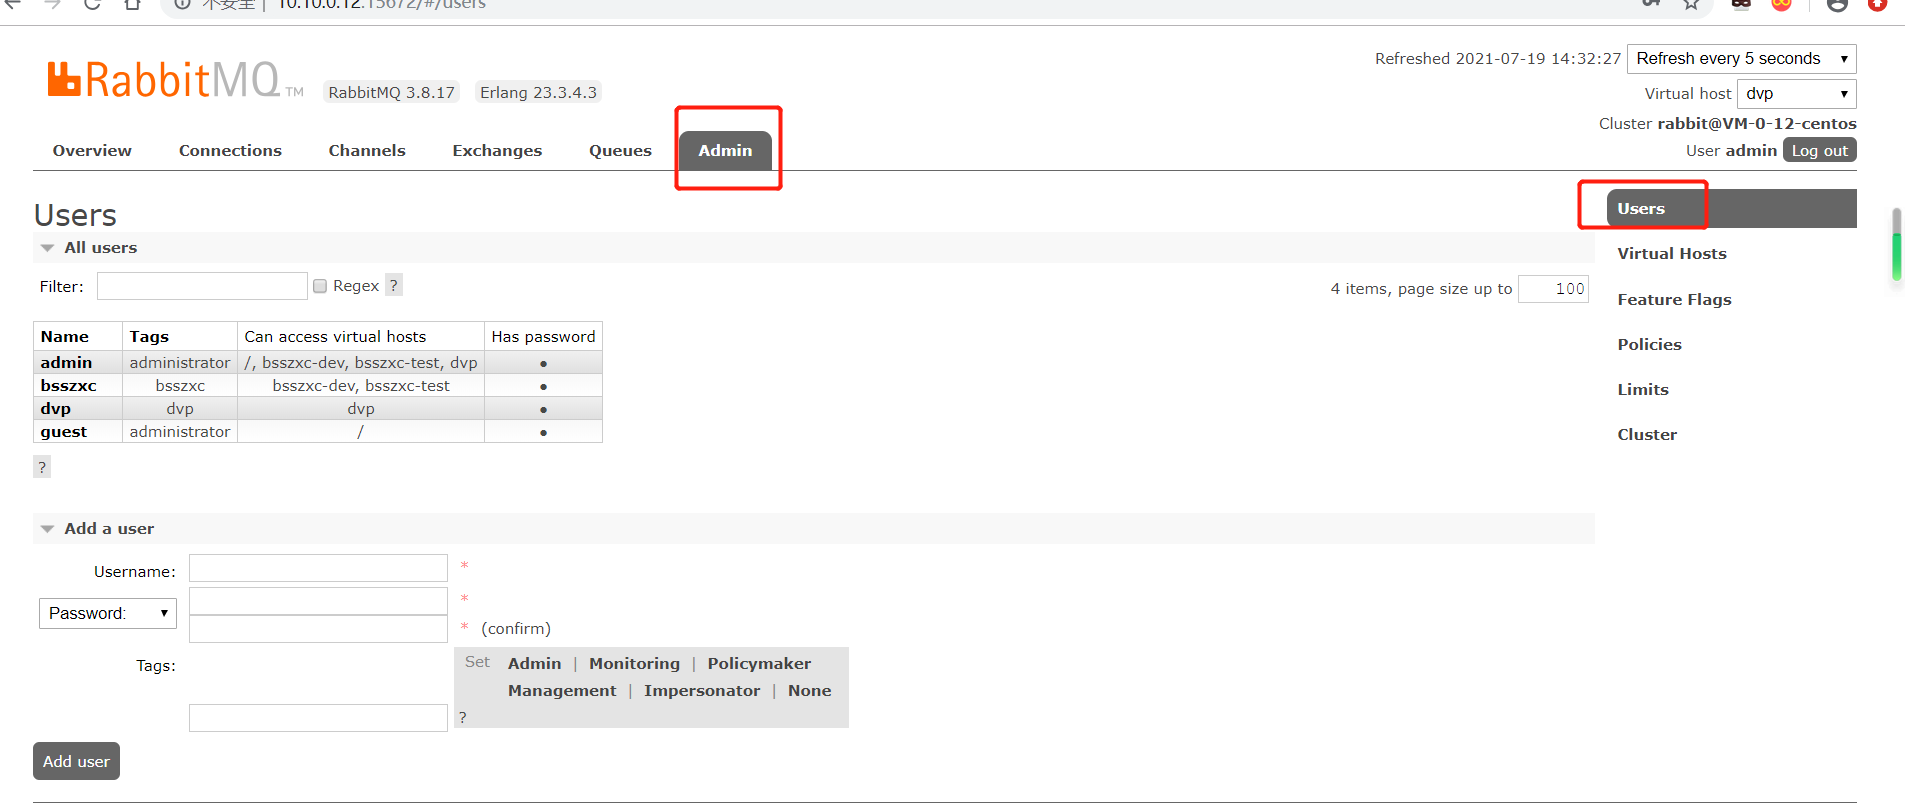 不安全 | 10.10.0.12:15672/#/users
RabbitMQ TM RabbitMQ 3.8.17 Erlang 23.3.4.3
Refreshed 2021-07-19 14:32:27 Refresh every 5 seconds
Virtual host dvp
Cluster rabbit@VM-0-12-centos
User admin Log out
Overview Connections Channels Exchanges Queues Admin
Users
All users
Filter: Regex ?
4 items, page size up to 100
Name Tags Can access virtual hosts Has password
admin administrator /, bsszxc-dev, bsszxc-test, dvp ●
bsszxc bsszxc bsszxc-dev, bsszxc-test ●
dvp dvp dvp ●
guest administrator / ●
?
Add a user
Username: *
Password: *
* (confirm)
Tags:
Set Admin | Monitoring | Policymaker
Management | Impersonator | None
?
Add user
Users
Virtual Hosts
Feature Flags
Policies
Limits
Cluster